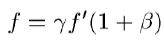 f = γf′(1 + β)